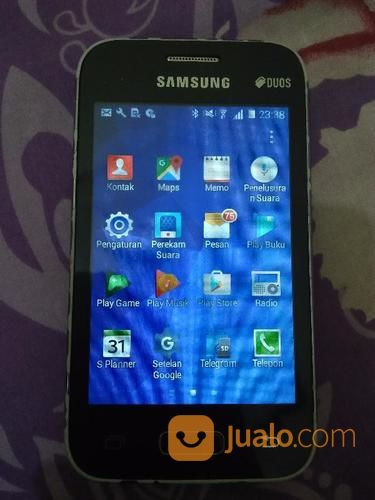 SAMSUNG DUOS
23:38
Kontak Maps Memo Penelusura
n Suara
75
Pengaturan Perekam Pesan Play Buku
Suara
Play Game Play Musik Play Store Radio
31 SD
S Planner Setelan Telegram Telepon
Google
jualo.com